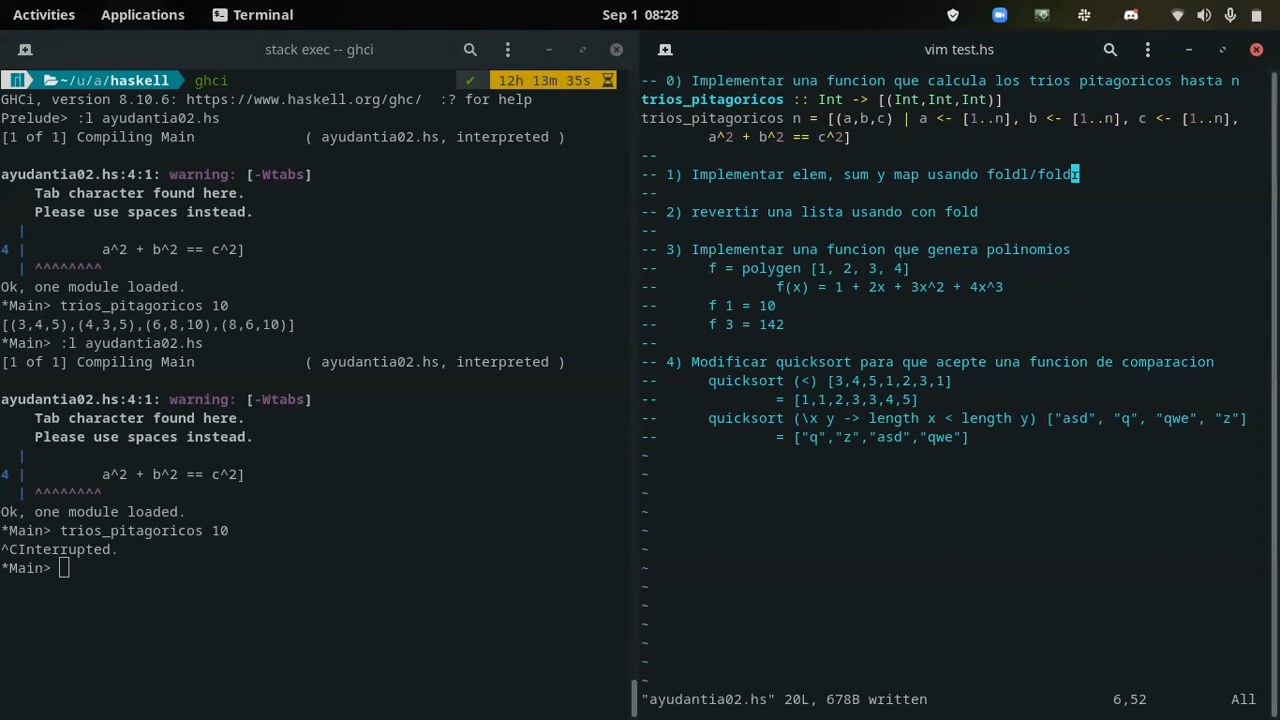 Activities Applications Terminal Sep 1 08:28
stack exec -- ghci
~/u/a/haskell ghci ✓ 12h 13m 35s
GHCi, version 8.10.6: https://www.haskell.org/ghc/  :? for help
Prelude> :l ayudantia02.hs
[1 of 1] Compiling Main             ( ayudantia02.hs, interpreted )
ayudantia02.hs:4:1: warning: [-Wtabs]
    Tab character found here.
    Please use spaces instead.
  |
4 |         a^2 + b^2 == c^2]
  | ^^^^^^^^
Ok, one module loaded.
*Main> trios_pitagoricos 10
[(3,4,5),(4,3,5),(6,8,10),(8,6,10)]
*Main> :l ayudantia02.hs
[1 of 1] Compiling Main             ( ayudantia02.hs, interpreted )
ayudantia02.hs:4:1: warning: [-Wtabs]
    Tab character found here.
    Please use spaces instead.
  |
4 |         a^2 + b^2 == c^2]
  | ^^^^^^^^
Ok, one module loaded.
*Main> trios_pitagoricos 10
^CInterrupted.
*Main>
vim test.hs
-- 0) Implementar una funcion que calcula los trios pitagoricos hasta n
trios_pitagoricos :: Int -> [(Int,Int,Int)]
trios_pitagoricos n = [(a,b,c) | a <- [1..n], b <- [1..n], c <- [1..n],
        a^2 + b^2 == c^2]
--
-- 1) Implementar elem, sum y map usando foldl/foldr
--
-- 2) revertir una lista usando con fold
--
-- 3) Implementar una funcion que genera polinomios
--      f = polygen [1, 2, 3, 4]
--              f(x) = 1 + 2x + 3x^2 + 4x^3
--      f 1 = 10
--      f 3 = 142
--
-- 4) Modificar quicksort para que acepte una funcion de comparacion
--      quicksort (<) [3,4,5,1,2,3,1]
--              = [1,1,2,3,3,4,5]
--      quicksort (\x y -> length x < length y) ["asd", "q", "qwe", "z"]
--              = ["q","z","asd","qwe"]
~
~
~
~
~
~
~
~
~
~
~
~
~
"ayudantia02.hs" 20L, 678B written                      6,52          All